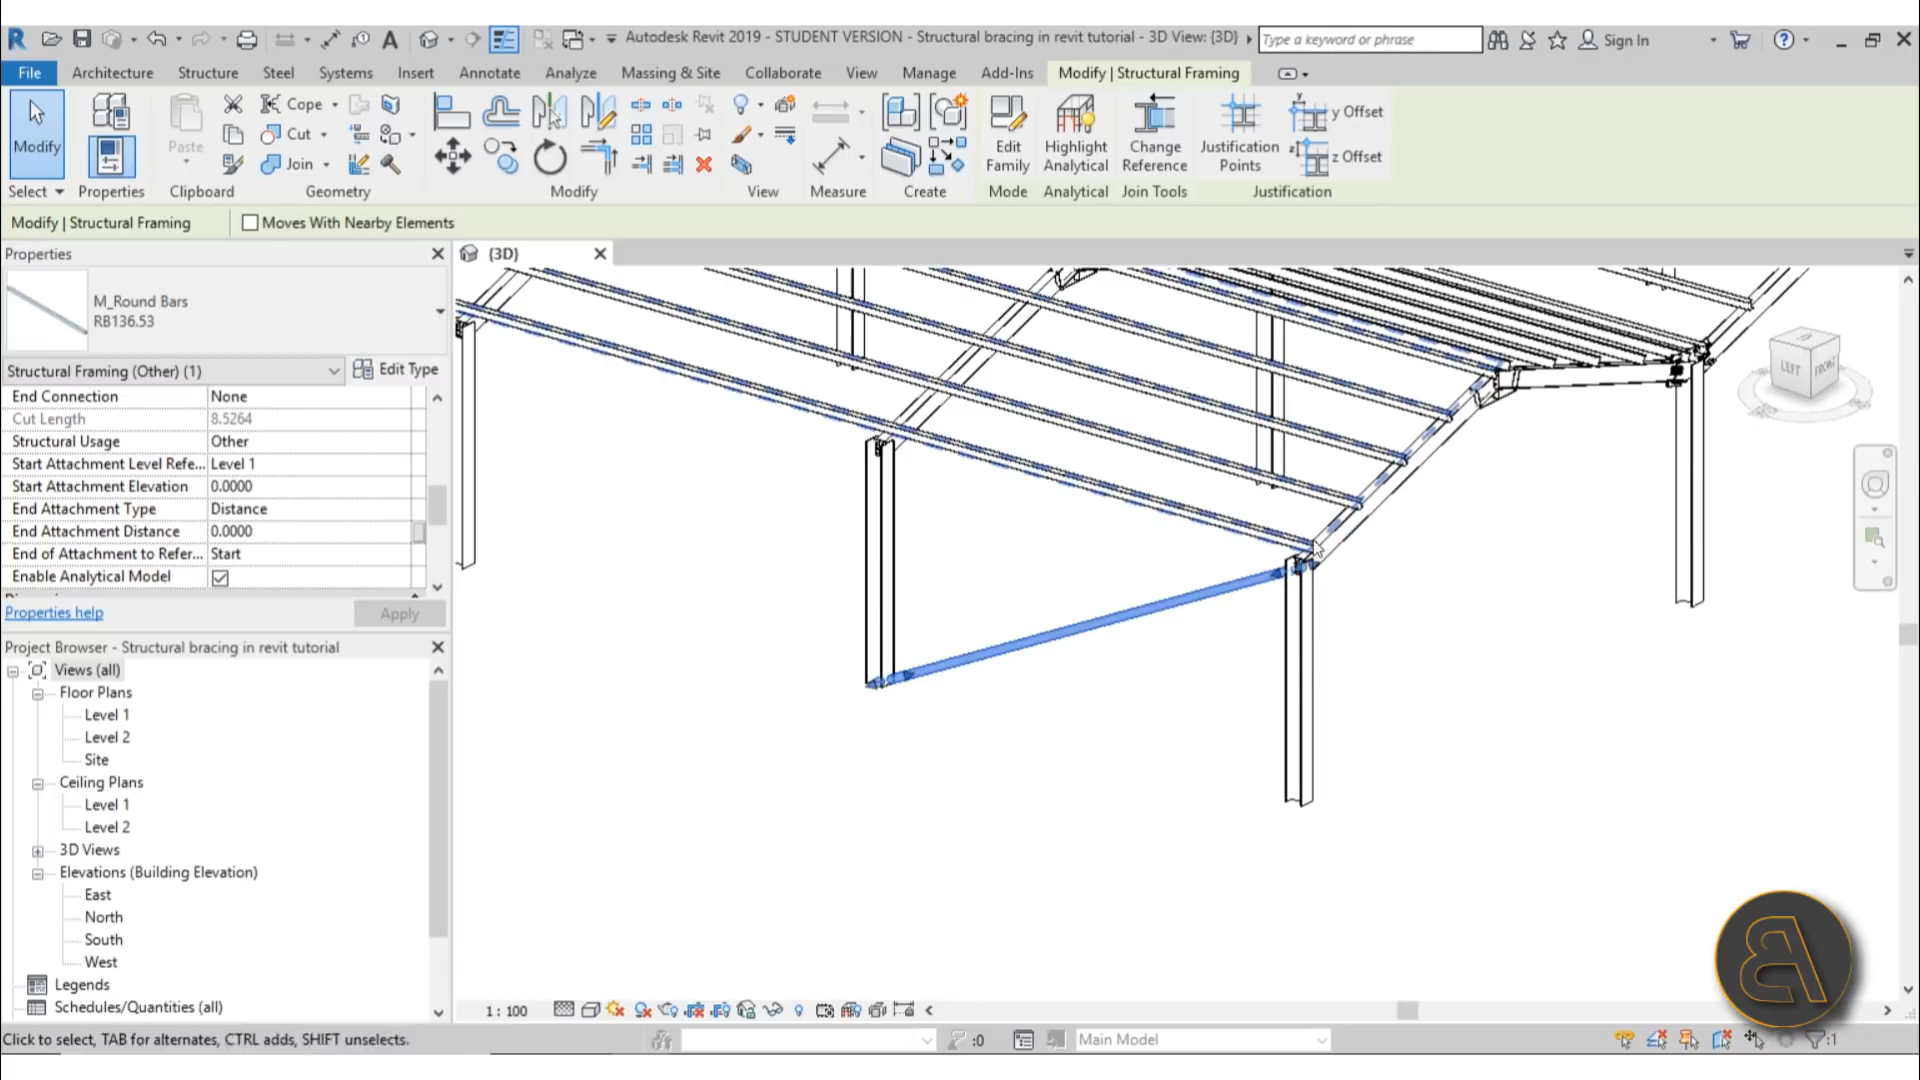 Autodesk Revit 2019 - STUDENT VERSION - Structural bracing in revit tutorial - 3D View: {3D}
Type a keyword or phrase
Sign In
File Architecture Structure Steel Systems Insert Annotate Analyze Massing & Site Collaborate View Manage Add-Ins Modify | Structural Framing
Modify
Paste
Cope
Cut
Join
Edit Family
Highlight Analytical
Change Reference
Justification Points
y Offset
z Offset
Select Properties Clipboard Geometry Modify View Measure Create Mode Analytical Join Tools Justification
Modify | Structural Framing
Moves With Nearby Elements
Properties
{3D}
M_Round Bars
RB136.53
Structural Framing (Other) (1)
Edit Type
End Connection None
Cut Length 8.5264
Structural Usage Other
Start Attachment Level Refe... Level 1
Start Attachment Elevation 0.0000
End Attachment Type Distance
End Attachment Distance 0.0000
End of Attachment to Refer... Start
Enable Analytical Model
Properties help
Apply
LEFT
FRONT
Project Browser - Structural bracing in revit tutorial
Views (all)
Floor Plans
Level 1
Level 2
Site
Ceiling Plans
Level 1
Level 2
3D Views
Elevations (Building Elevation)
East
North
South
West
Legends
Schedules/Quantities (all)
1 : 100
Click to select, TAB for alternates, CTRL adds, SHIFT unselects.
:0
Main Model
:1